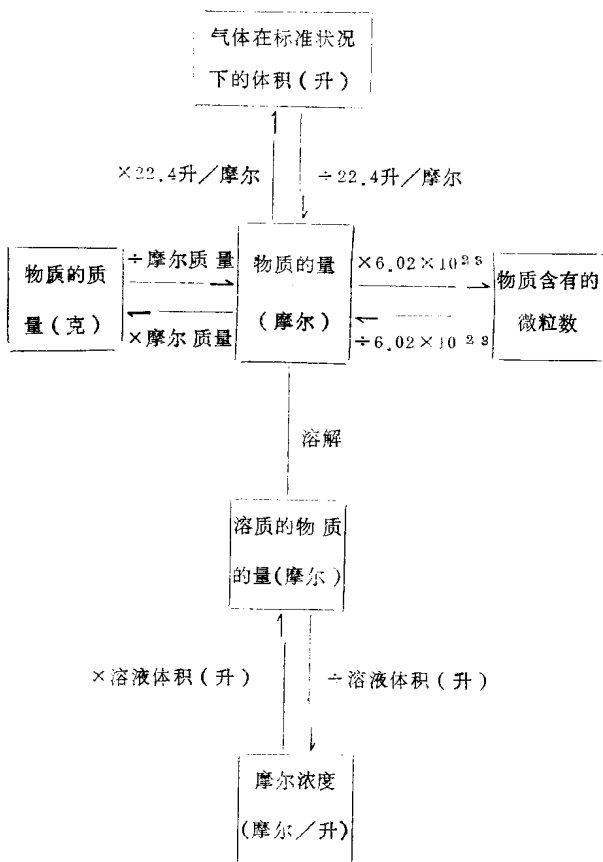 气体在标准状况
下的体积(升)
×22.4升／摩尔
÷22.4升／摩尔
物质的质
量(克)
÷摩尔质量
×摩尔质量
物质的量
(摩尔)
×6.02×10²³
÷6.02×10²³
物质含有的
微粒数
溶解
溶质的物质
的量(摩尔)
×溶液体积(升)
÷溶液体积(升)
摩尔浓度
(摩尔／升)